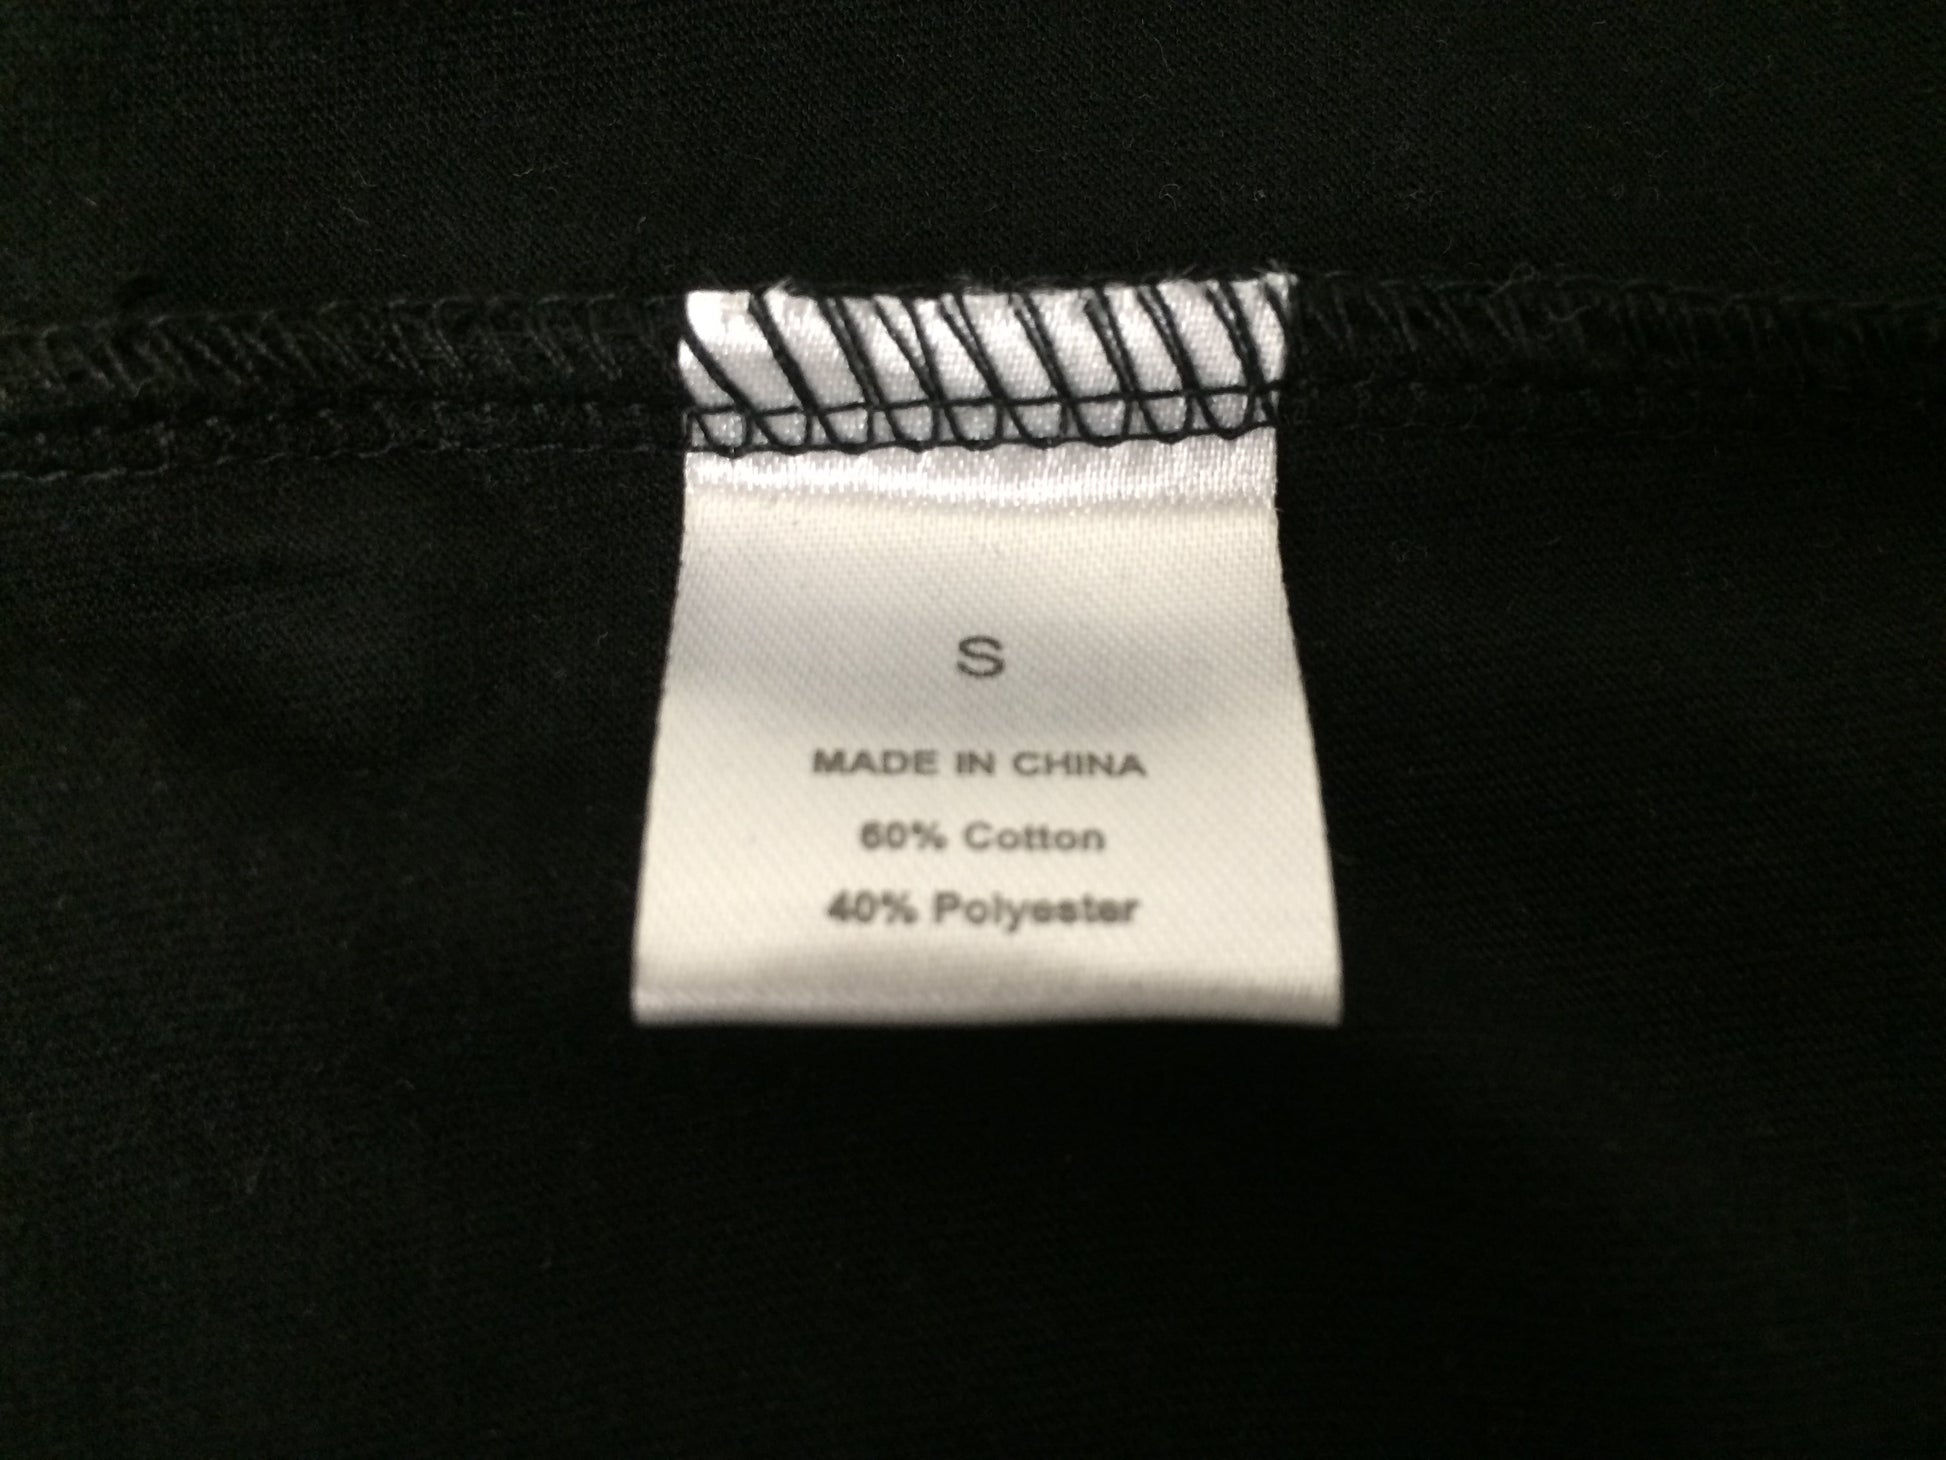 S
MADE IN CHINA
60% Cotton
40% Polyester